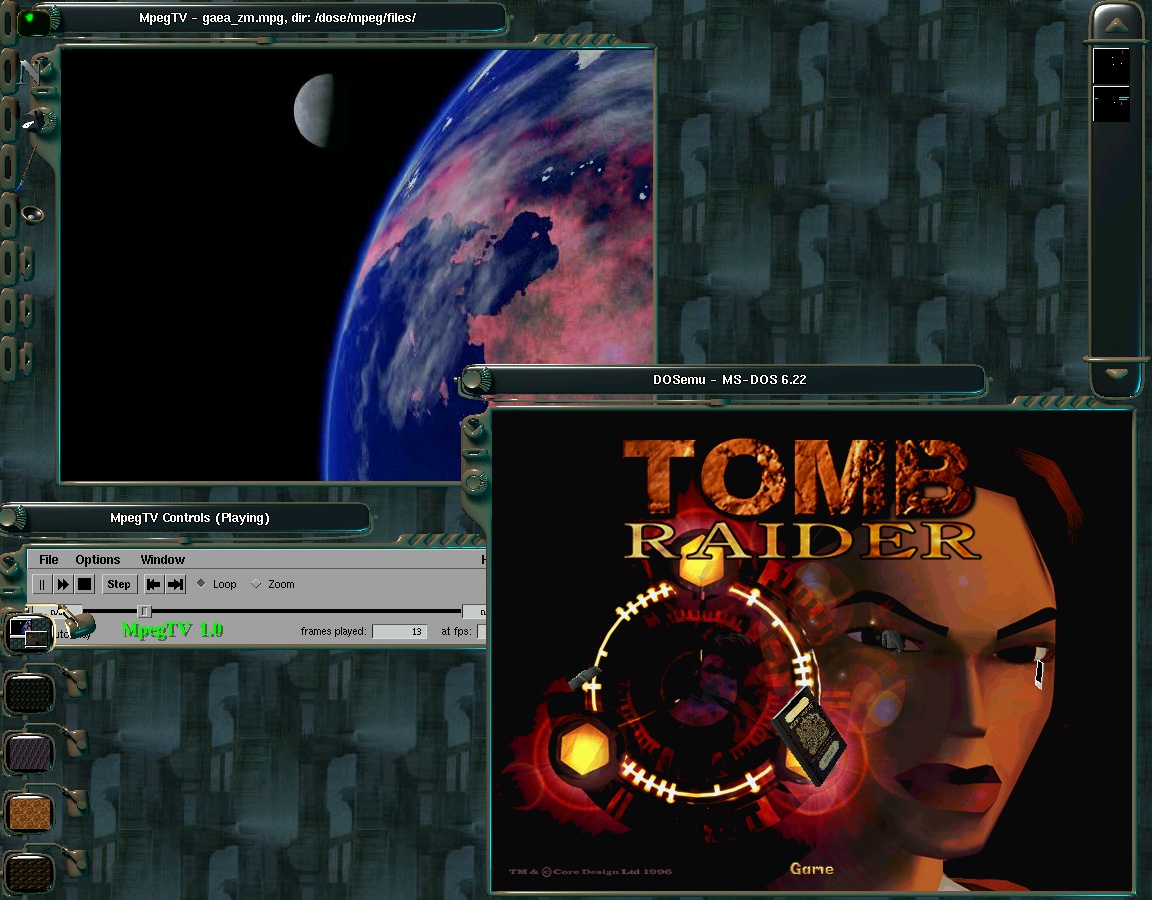 MpegTV - gaea_zm.mpg, dir: /dose/mpeg/files/
N
DOSemu - MS-DOS 6.22
TOMB
RAIDER
MpegTV Controls (Playing)
File Options Window
Step Loop Zoom
MpegTV 1.0 frames played: 13 at fps:
Game
TM & © Core Design Ltd 1996